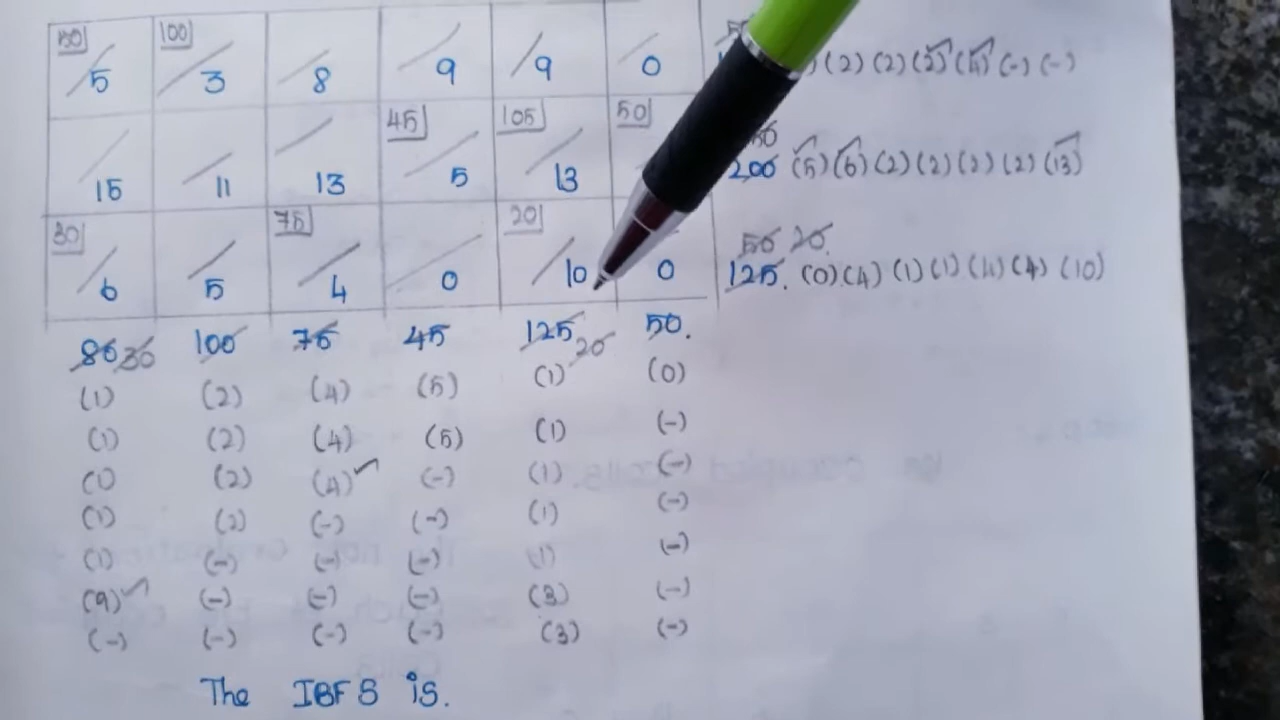 50 100
5 3 8 9 9 0 (2) (2) (2) (4) (-) (-)
45 105 50
15 11 13 5 13 200 (5) (6) (2) (2) (2) (2) (13)
30 75 20 50 20
6 5 4 0 10 0 125. (0) (4) (1) (1) (4) (4) (10)
80 30 100 75 45 125 20 50.
(1) (2) (4) (5) (1) (0)
(1) (2) (4) (5) (1) (-)
(1) (2) (4) (-) (1) (-)
(1) (2) (-) (-) (1) (-)
(1) (-) (-) (-) (1) (-)
(9) (-) (-) (-) (3) (-)
(-) (-) (-) (-) (3) (-)
The IBFS is.